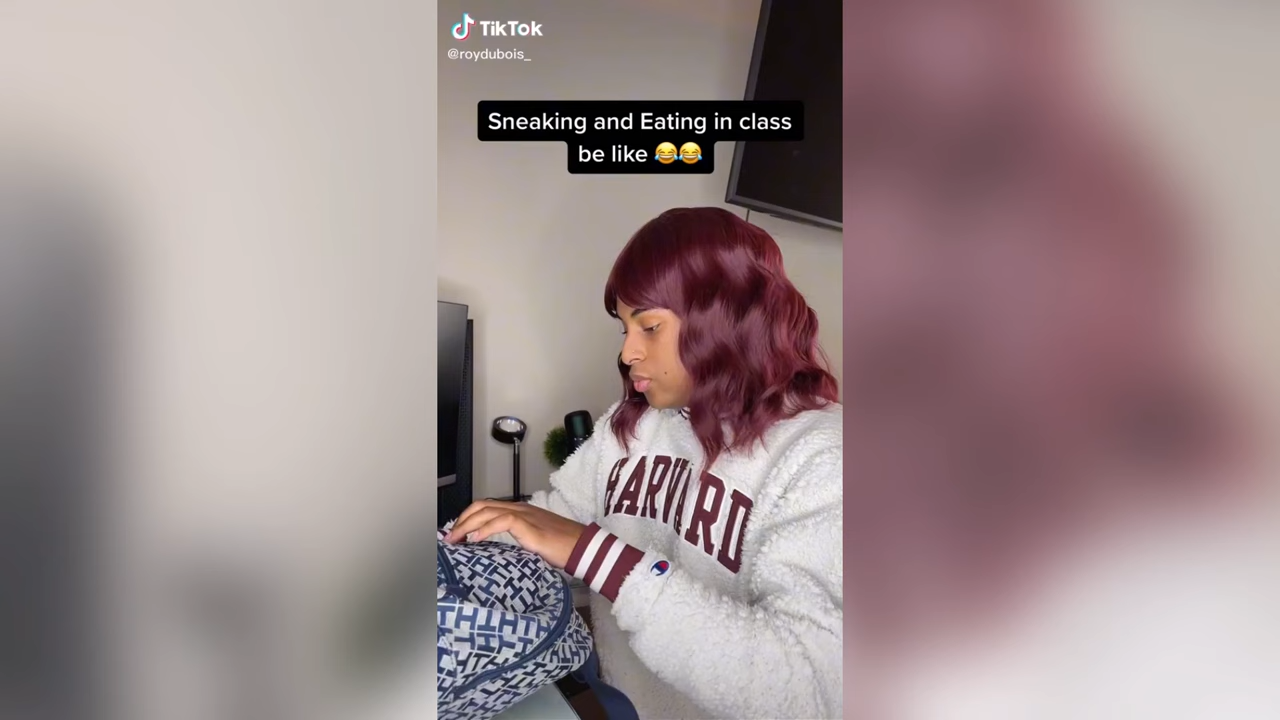 TikTok
@roydubois_
Sneaking and Eating in class
be like 😂😂
HARVARD